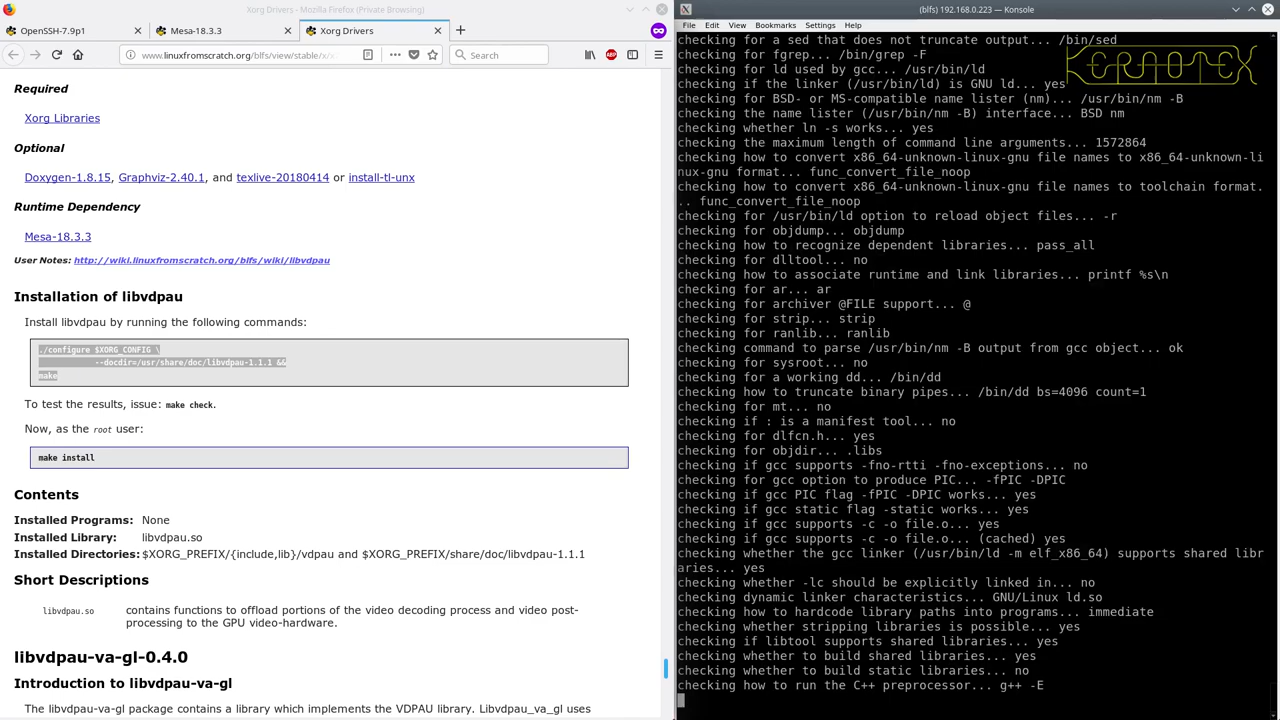 Xorg Drivers - Mozilla Firefox (Private Browsing)
OpenSSH-7.9p1
Mesa-18.3.3
Xorg Drivers
www.linuxfromscratch.org/blfs/view/stable/x/x
Search
Required
Xorg Libraries
Optional
Doxygen-1.8.15, Graphviz-2.40.1, and texlive-20180414 or install-tl-unx
Runtime Dependency
Mesa-18.3.3
User Notes: http://wiki.linuxfromscratch.org/blfs/wiki/libvdpau
Installation of libvdpau
Install libvdpau by running the following commands:
./configure $XORG_CONFIG \
--docdir=/usr/share/doc/libvdpau-1.1.1 &&
make
To test the results, issue: make check.
Now, as the root user:
make install
Contents
Installed Programs: None
Installed Library: libvdpau.so
Installed Directories: $XORG_PREFIX/{include,lib}/vdpau and $XORG_PREFIX/share/doc/libvdpau-1.1.1
Short Descriptions
libvdpau.so contains functions to offload portions of the video decoding process and video post-
processing to the GPU video-hardware.
libvdpau-va-gl-0.4.0
Introduction to libvdpau-va-gl
The libvdpau-va-gl package contains a library which implements the VDPAU library. Libvdpau_va_gl uses
(blfs) 192.168.0.223 — Konsole
File Edit View Bookmarks Settings Help
KERAOTEX
checking for a sed that does not truncate output... /bin/sed
checking for fgrep... /bin/grep -F
checking for ld used by gcc... /usr/bin/ld
checking if the linker (/usr/bin/ld) is GNU ld... yes
checking for BSD- or MS-compatible name lister (nm)... /usr/bin/nm -B
checking the name lister (/usr/bin/nm -B) interface... BSD nm
checking whether ln -s works... yes
checking the maximum length of command line arguments... 1572864
checking how to convert x86_64-unknown-linux-gnu file names to x86_64-unknown-li
nux-gnu format... func_convert_file_noop
checking how to convert x86_64-unknown-linux-gnu file names to toolchain format.
.. func_convert_file_noop
checking for /usr/bin/ld option to reload object files... -r
checking for objdump... objdump
checking how to recognize dependent libraries... pass_all
checking for dlltool... no
checking how to associate runtime and link libraries... printf %s\n
checking for ar... ar
checking for archiver @FILE support... @
checking for strip... strip
checking for ranlib... ranlib
checking command to parse /usr/bin/nm -B output from gcc object... ok
checking for sysroot... no
checking for a working dd... /bin/dd
checking how to truncate binary pipes... /bin/dd bs=4096 count=1
checking for mt... no
checking if : is a manifest tool... no
checking for dlfcn.h... yes
checking for objdir... .libs
checking if gcc supports -fno-rtti -fno-exceptions... no
checking for gcc option to produce PIC... -fPIC -DPIC
checking if gcc PIC flag -fPIC -DPIC works... yes
checking if gcc static flag -static works... yes
checking if gcc supports -c -o file.o... yes
checking if gcc supports -c -o file.o... (cached) yes
checking whether the gcc linker (/usr/bin/ld -m elf_x86_64) supports shared libr
aries... yes
checking whether -lc should be explicitly linked in... no
checking dynamic linker characteristics... GNU/Linux ld.so
checking how to hardcode library paths into programs... immediate
checking whether stripping libraries is possible... yes
checking if libtool supports shared libraries... yes
checking whether to build shared libraries... yes
checking whether to build static libraries... no
checking how to run the C++ preprocessor... g++ -E